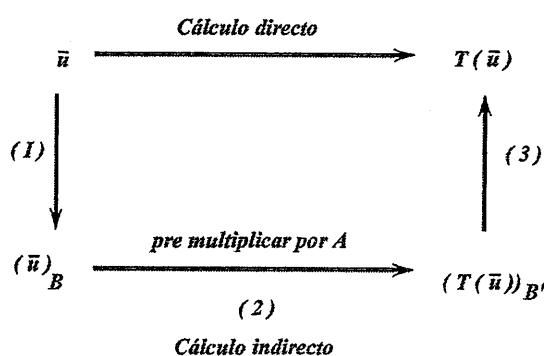 Cálculo directo
ū T ( ū )
( 1 ) ( 3 )
pre multiplicar por A
( ū )B ( T ( ū ) )B'
( 2 )
Cálculo indirecto